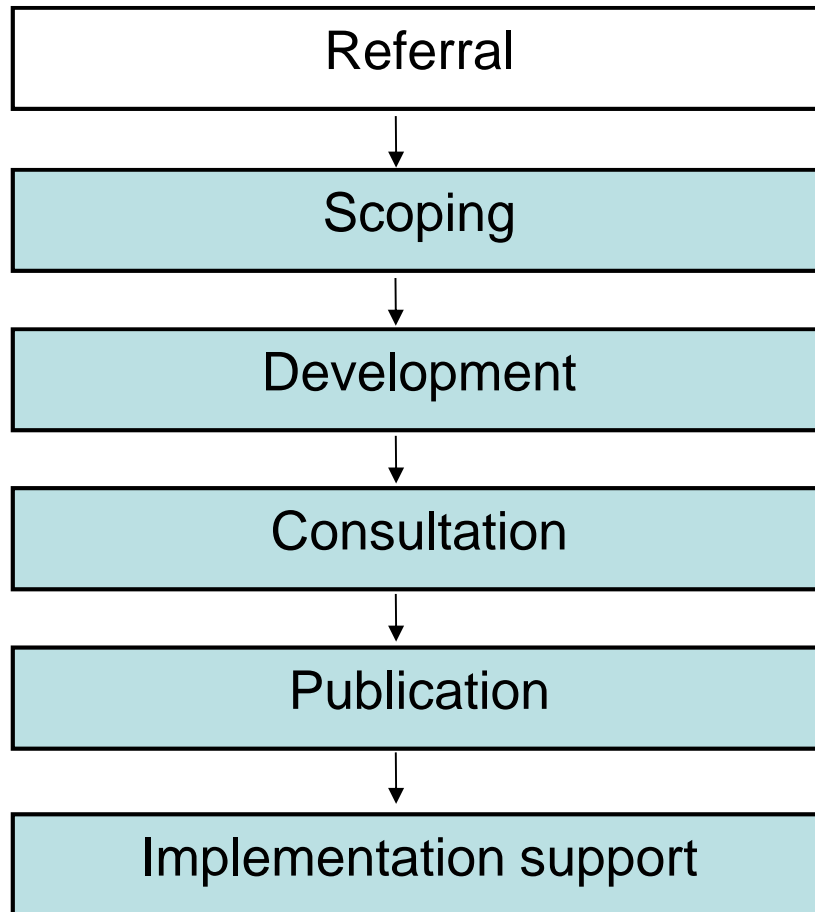 Referral
Scoping
Development
Consultation
Publication
Implementation support